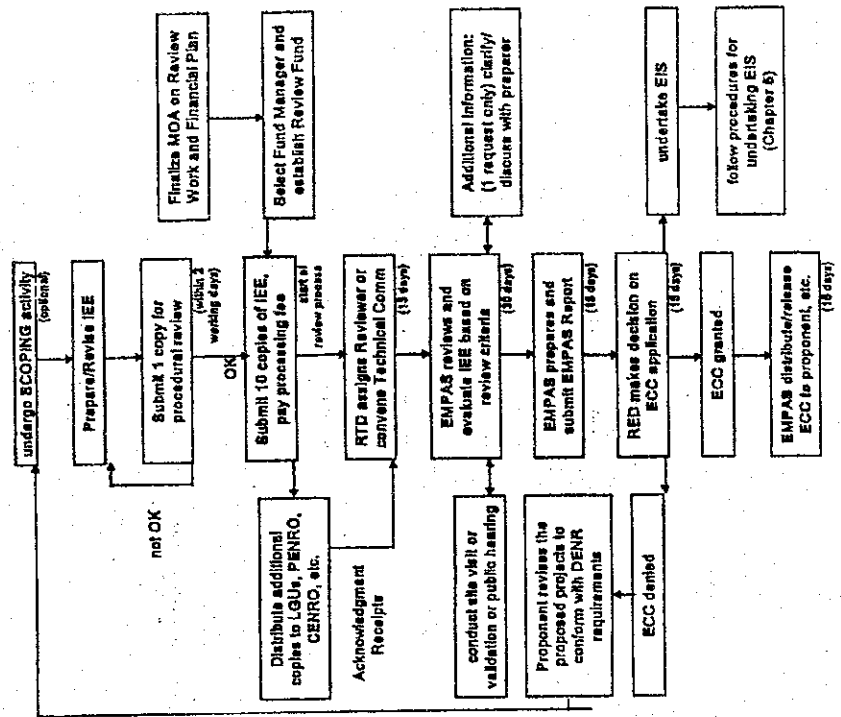 undergo SCOPING activity
(optional)
Prepare/Revise IEE
Submit 1 copy for
procedural review
(within 2
working days)
not OK
OK
Finalize MOA on Review
Work and Financial Plan
Select Fund Manager and
establish Review Fund
Submit 10 copies of IEE,
pay processing fee
start of
review process
Distribute additional
copies to LGUs, PENRO,
CENRO, etc.
Acknowledgment
Receipts
RTD assigns Reviewer or
convene Technical Comm
EMPAS reviews and
evaluate IEE based on
review criteria
(30 days)
Additional Information:
(1 request only) clarify/
discuss with preparer
conduct site visit or
validation or public hearing
EMPAS prepares and
submit EMPAS Report
(15 days)
RED makes decision on
ECC application
(15 days)
undertake EIS
follow procedures for
undertaking EIS
Proponent revises the
proposed projects to
conform with DENR
requirements
ECC denied
ECC granted
EMPAS distribute/release
ECC to proponent, etc.
(15 days)